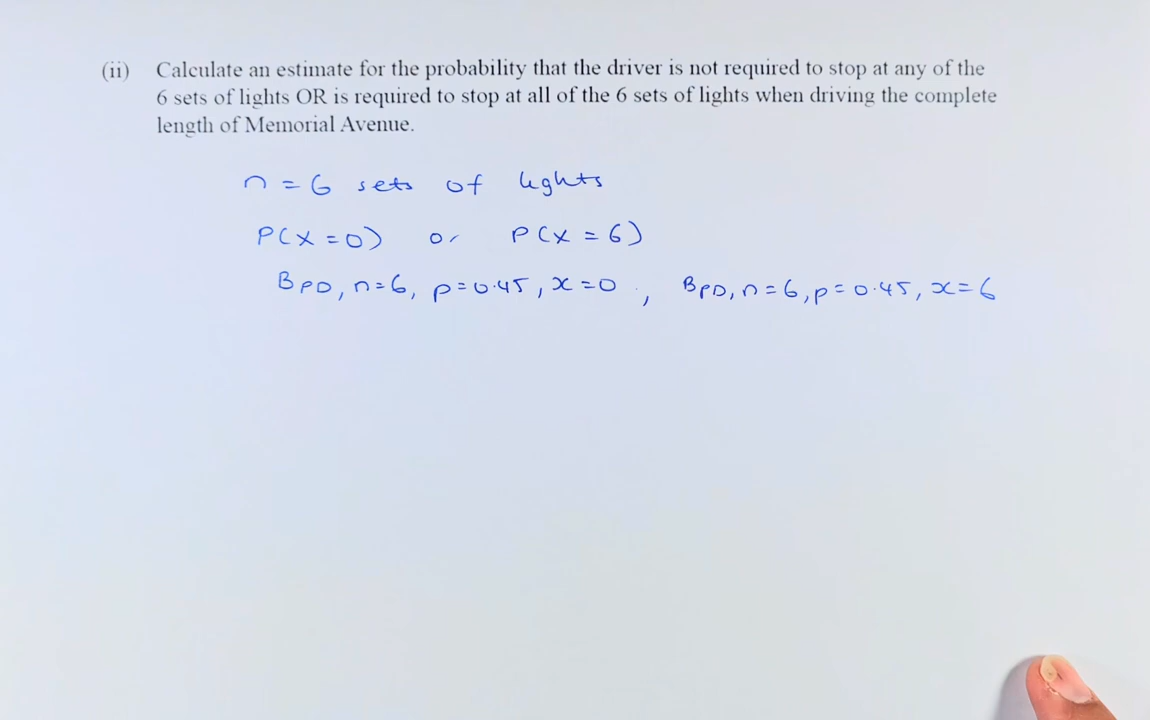 (ii) Calculate an estimate for the probability that the driver is not required to stop at any of the
6 sets of lights OR is required to stop at all of the 6 sets of lights when driving the complete
length of Memorial Avenue.
n = 6 sets of lights
P(X = 0) or P(X = 6)
BPD, n=6, p=0.45, x=0, BPD, n=6, p=0.45, x=6